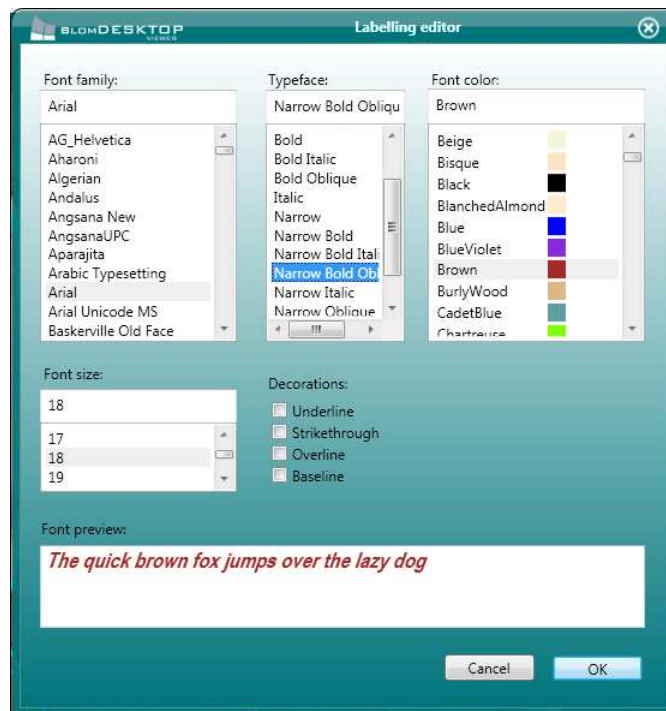 BLOMDESKTOP
VIEWER
Labelling editor
Font family:
Arial
AG_Helvetica
Aharoni
Algerian
Andalus
Angsana New
AngsanaUPC
Aparajita
Arabic Typesetting
Arial
Arial Unicode MS
Baskerville Old Face
Typeface:
Narrow Bold Obliqu
Bold
Bold Italic
Bold Oblique
Italic
Narrow
Narrow Bold
Narrow Bold Itali
Narrow Bold Obl
Narrow Italic
Narrow Oblique
Font color:
Brown
Beige
Bisque
Black
BlanchedAlmond
Blue
BlueViolet
Brown
BurlyWood
CadetBlue
Chartreuse
Font size:
18
17
18
19
Decorations:
Underline
Strikethrough
Overline
Baseline
Font preview:
The quick brown fox jumps over the lazy dog
Cancel
OK